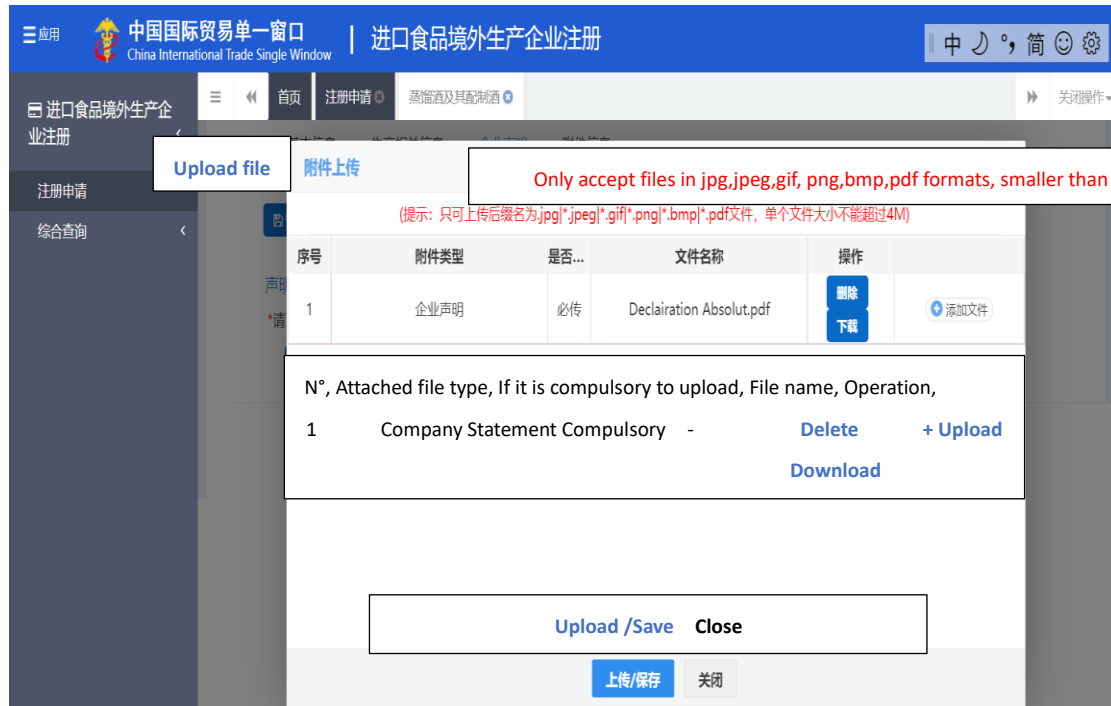 应用
中国国际贸易单一窗口
China International Trade Single Window
进口食品境外生产企业注册
中 简
进口食品境外生产企业注册
首页 注册申请 蒸馏酒及其配制酒
关闭操作
注册申请
综合查询
Upload file
附件上传
Only accept files in jpg,jpeg,gif, png,bmp,pdf formats, smaller than
(提示：只可上传后缀名为.jpg|*.jpeg|*.gif|*.png|*.bmp|*.pdf文件，单个文件大小不能超过4M)
序号 附件类型 是否... 文件名称 操作
1 企业声明 必传 Declairation Absolut.pdf 删除 下载 添加文件
声明
*请
N°, Attached file type, If it is compulsory to upload, File name, Operation,
1 Company Statement Compulsory - Delete + Upload
Download
Upload /Save Close
上传/保存 关闭